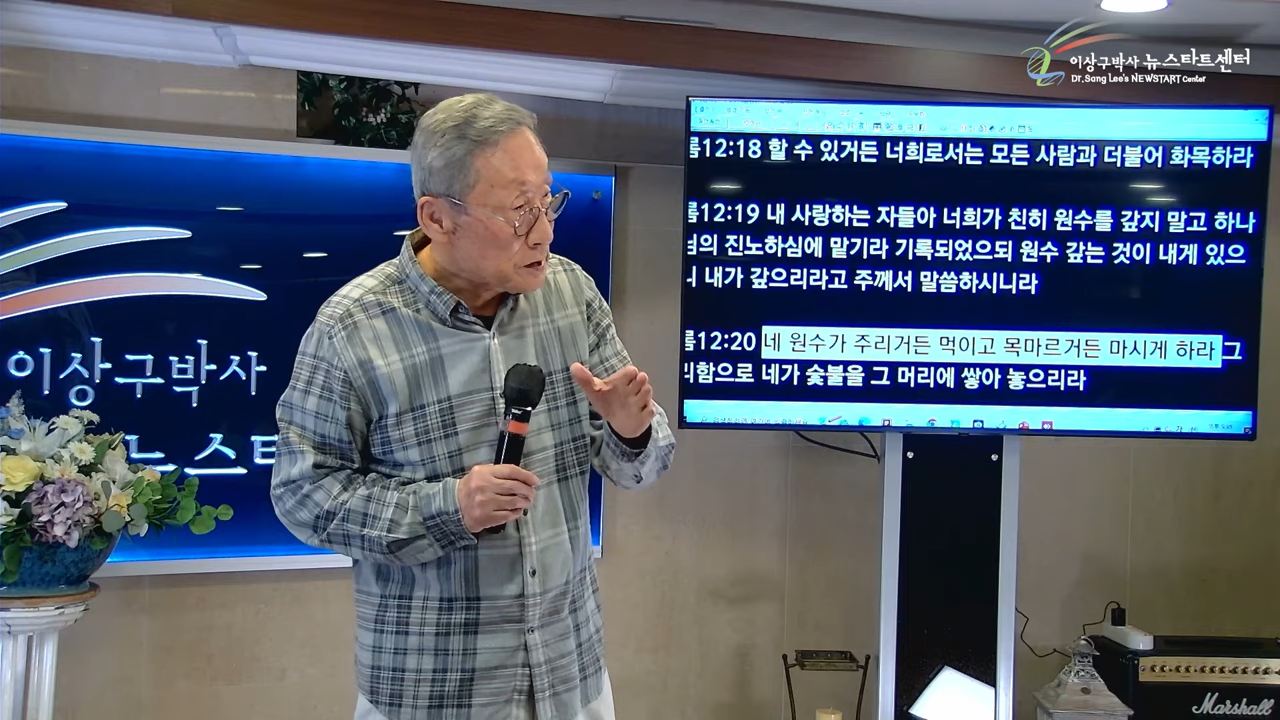 이상구박사 뉴스타트센터
Dr. Sang Lee's NEWSTART Center
롬12:18 할 수 있거든 너희로서는 모든 사람과 더불어 화목하라
롬12:19 내 사랑하는 자들아 너희가 친히 원수를 갚지 말고 하나
님의 진노하심에 맡기라 기록되었으되 원수 갚는 것이 내게 있으
니 내가 갚으리라고 주께서 말씀하시니라
롬12:20 네 원수가 주리거든 먹이고 목마르거든 마시게 하라 그
리함으로 네가 숯불을 그 머리에 쌓아 놓으리라
이상구박사
뉴스타
Marshall